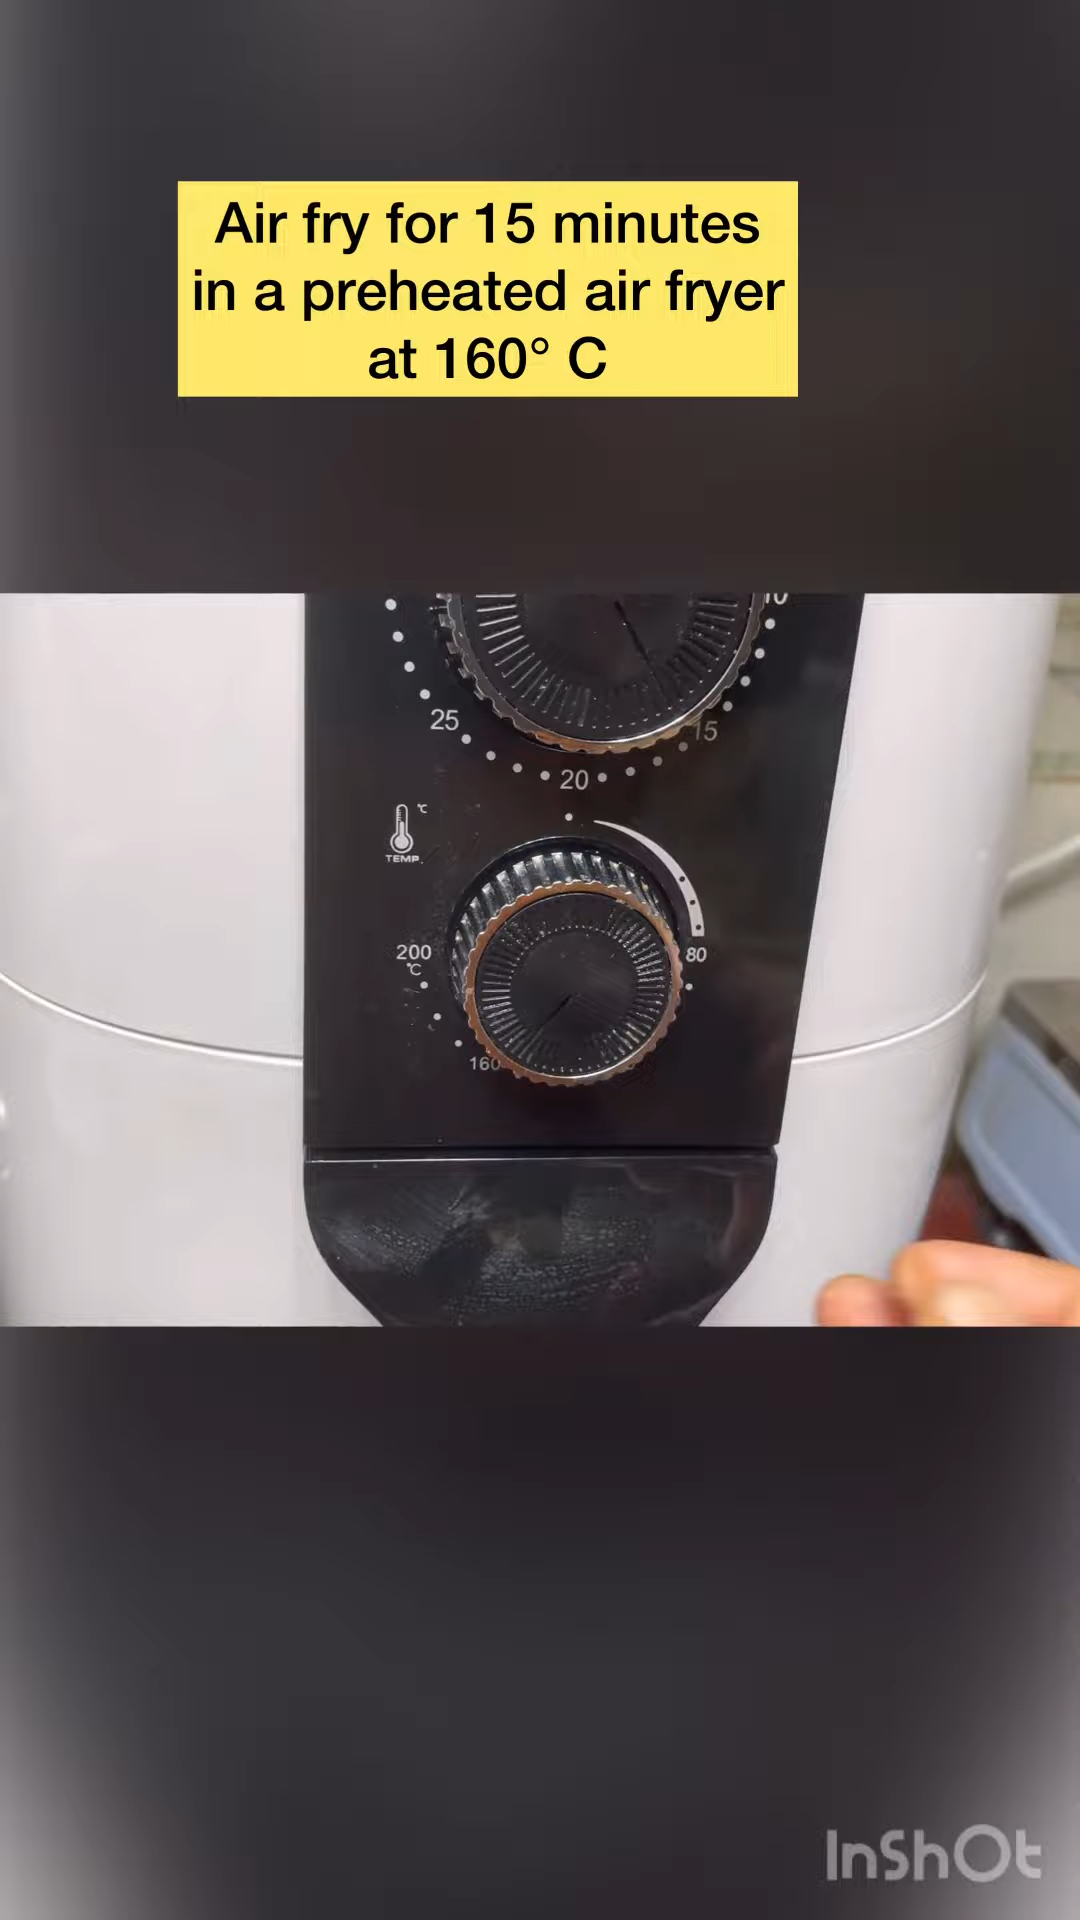 Air fry for 15 minutes
in a preheated air fryer
at 160° C
10
25
15
20
°C
TEMP.
200
°C
80
160
InShOt